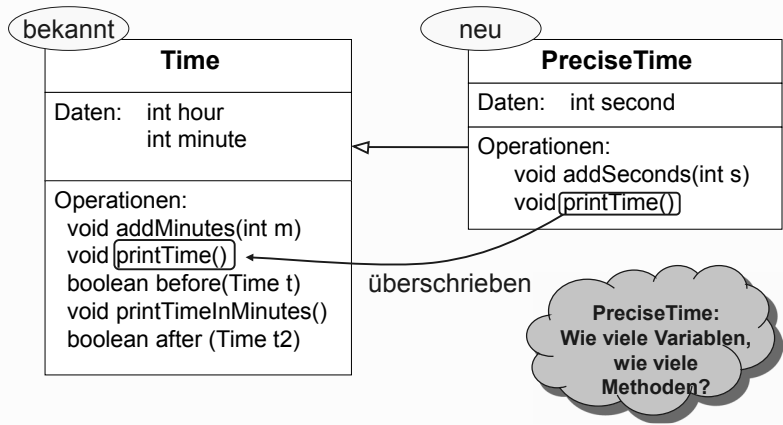 bekannt
Time
Daten: int hour
int minute
Operationen:
void addMinutes(int m)
void printTime()
boolean before(Time t)
void printTimeInMinutes()
boolean after (Time t2)
neu
PreciseTime
Daten: int second
Operationen:
void addSeconds(int s)
void printTime()
überschrieben
PreciseTime:
Wie viele Variablen,
wie viele
Methoden?